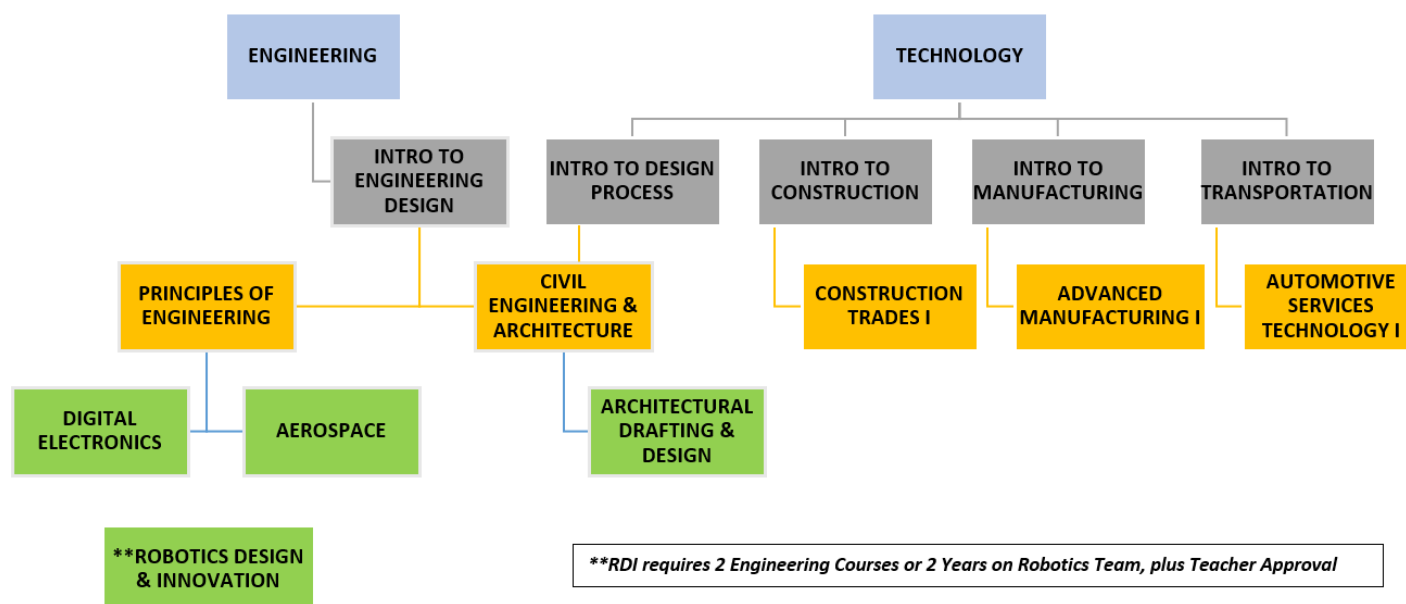 ENGINEERING
TECHNOLOGY
INTRO TO
ENGINEERING
DESIGN
INTRO TO DESIGN
PROCESS
INTRO TO
CONSTRUCTION
INTRO TO
MANUFACTURING
INTRO TO
TRANSPORTATION
PRINCIPLES OF
ENGINEERING
CIVIL
ENGINEERING &
ARCHITECTURE
CONSTRUCTION
TRADES I
ADVANCED
MANUFACTURING I
AUTOMOTIVE
SERVICES
TECHNOLOGY I
DIGITAL
ELECTRONICS
AEROSPACE
ARCHITECTURAL
DRAFTING &
DESIGN
**ROBOTICS DESIGN
& INNOVATION
**RDI requires 2 Engineering Courses or 2 Years on Robotics Team, plus Teacher Approval